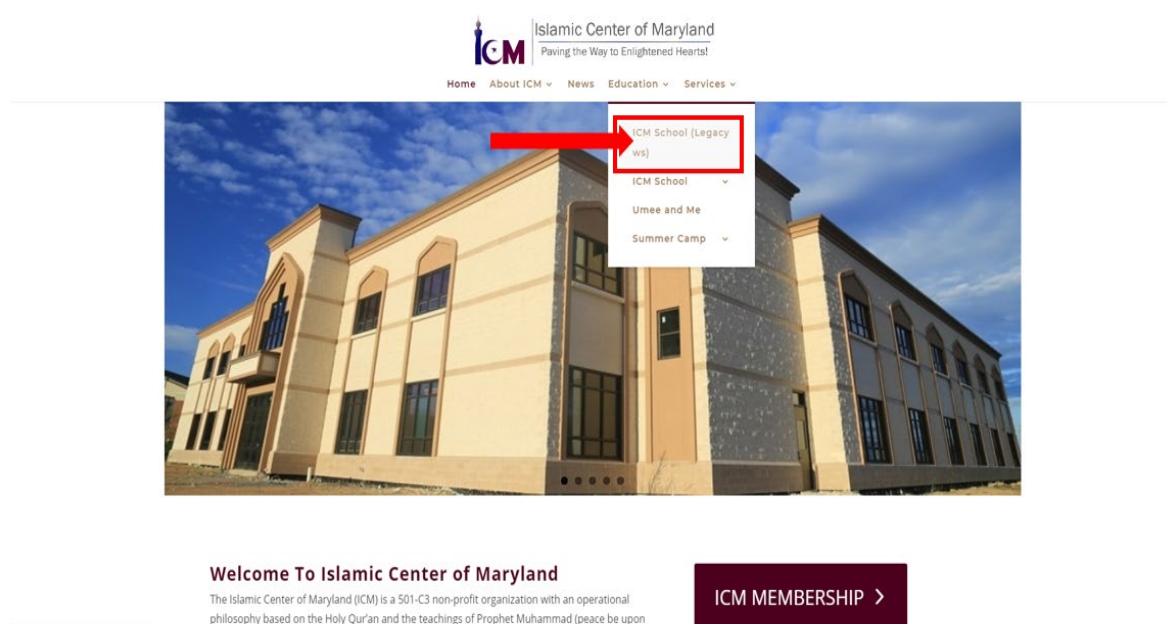 ICM
Islamic Center of Maryland
Paving the Way to Enlightened Hearts!
Home About ICM News Education Services
ICM School (Legacy
ws)
ICM School
Umee and Me
Summer Camp
Welcome To Islamic Center of Maryland
The Islamic Center of Maryland (ICM) is a 501-C3 non-profit organization with an operational
philosophy based on the Holy Qur'an and the teachings of Prophet Muhammad (peace be upon
ICM MEMBERSHIP